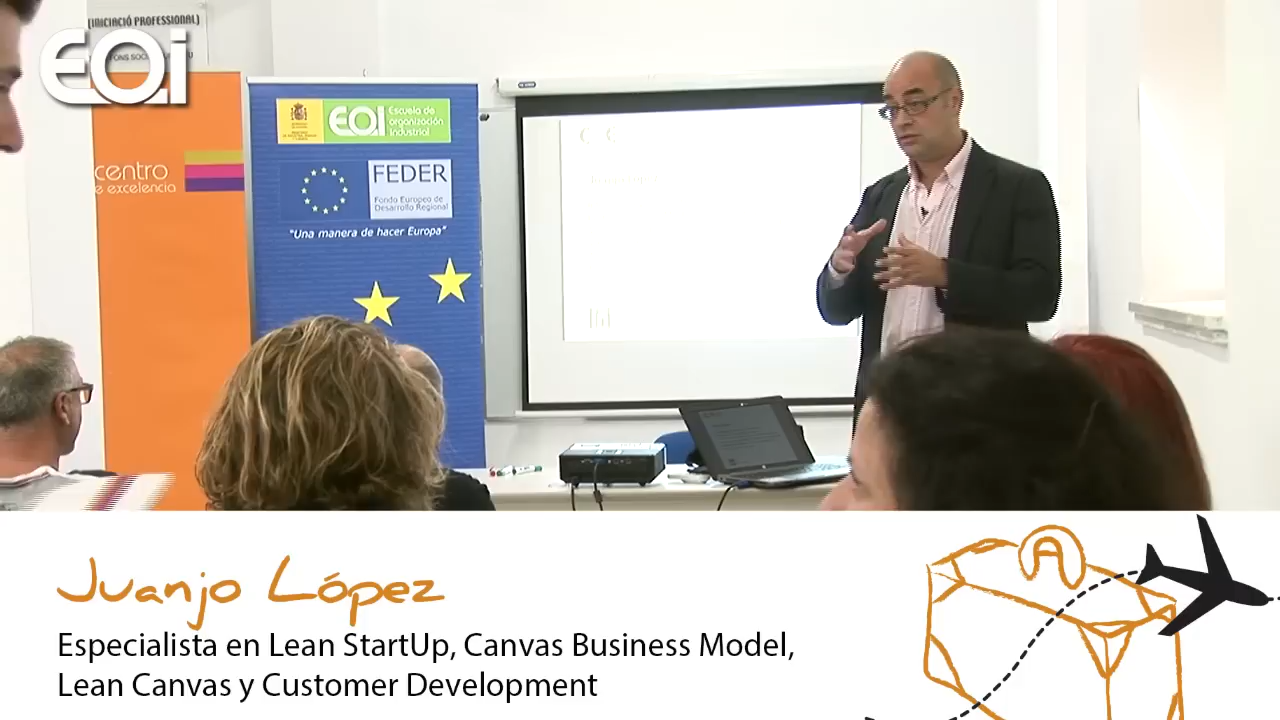 (INICIACIÓ PROFESSIONAL)
EOi
centro
e excelencia
EOI Escuela de
organización
industrial
FEDER
Fondo Europeo de
Desarrollo Regional
"Una manera de hacer Europa"
Juanjo López
Especialista en Lean StartUp, Canvas Business Model,
Lean Canvas y Customer Development
A